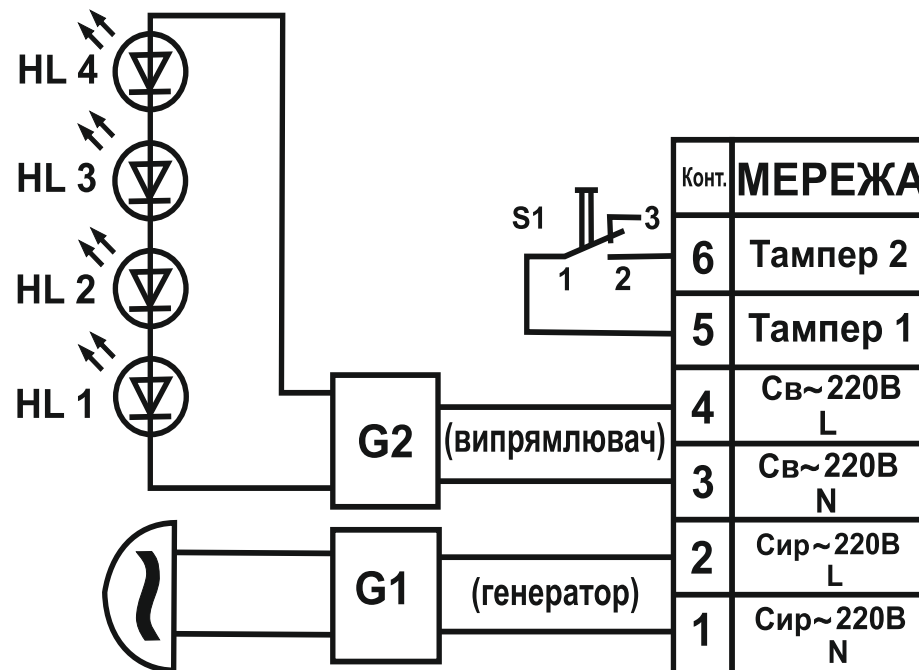 HL 4
HL 3
HL 2
HL 1
S1
3
1
2
G2
(випрямлювач)
G1
(генератор)
Конт. МЕРЕЖА
6 Тампер 2
5 Тампер 1
4 Св~220В
L
3 Св~220В
N
2 Сир~220В
L
1 Сир~220В
N